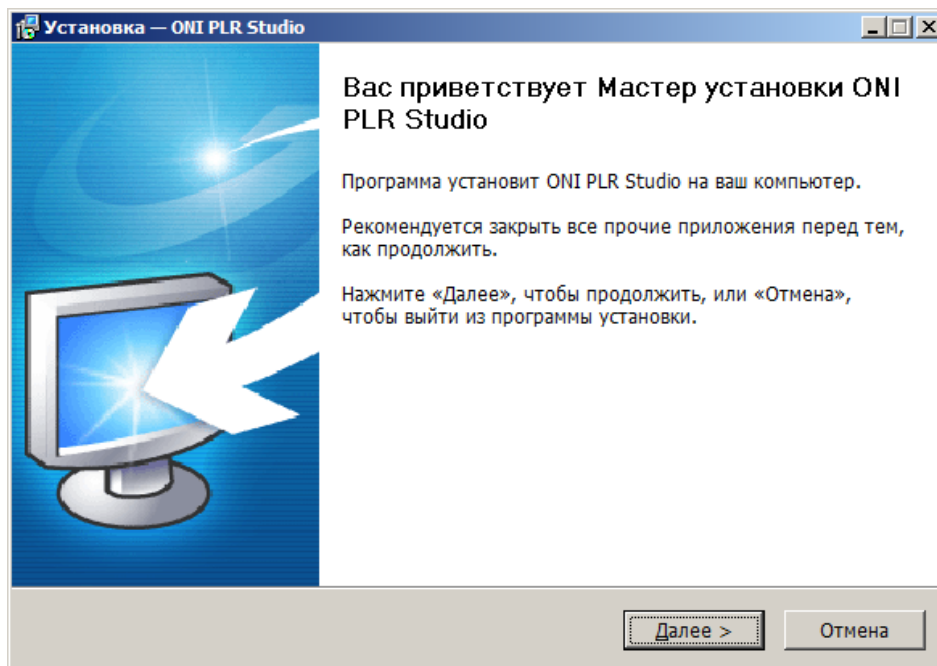 Установка — ONI PLR Studio
Вас приветствует Мастер установки ONI
PLR Studio
Программа установит ONI PLR Studio на ваш компьютер.
Рекомендуется закрыть все прочие приложения перед тем,
как продолжить.
Нажмите «Далее», чтобы продолжить, или «Отмена»,
чтобы выйти из программы установки.
Далее >
Отмена